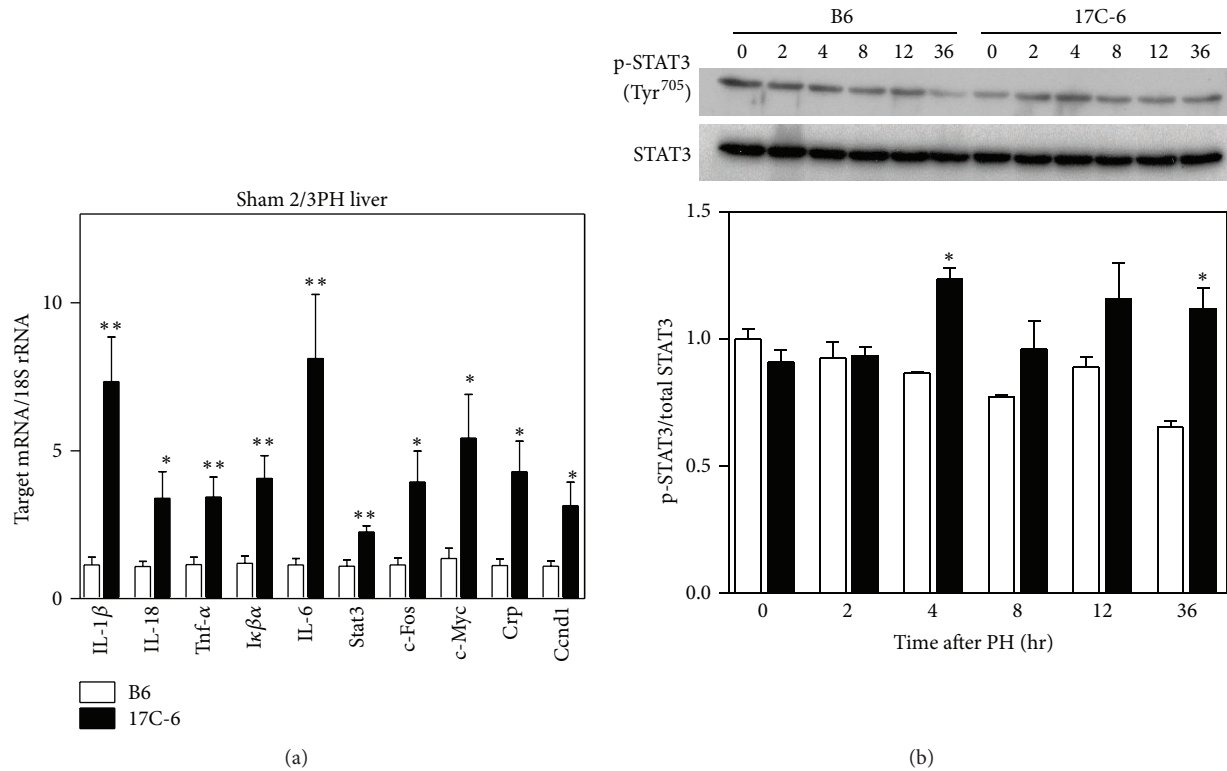 Sham 2/3PH liver
Target mRNA/18S rRNA
10
5
0
** * ** ** ** ** * * * *
IL-1β IL-18 Tnf-α Iκβα IL-6 Stat3 c-Fos c-Myc Crp Ccnd1
B6
17C-6
(a)
B6 17C-6
0 2 4 8 12 36 0 2 4 8 12 36
p-STAT3
(Tyr⁷⁰⁵)
STAT3
p-STAT3/total STAT3
1.5
1.0
0.5
0.0
* *
0 2 4 8 12 36
Time after PH (hr)
(b)